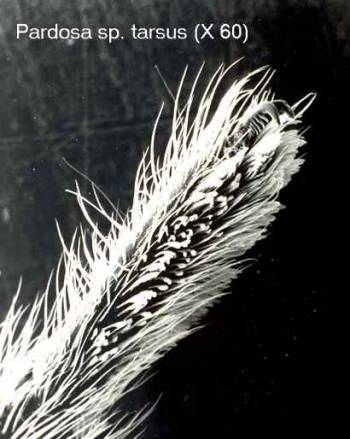 Pardosa sp. tarsus (X 60)